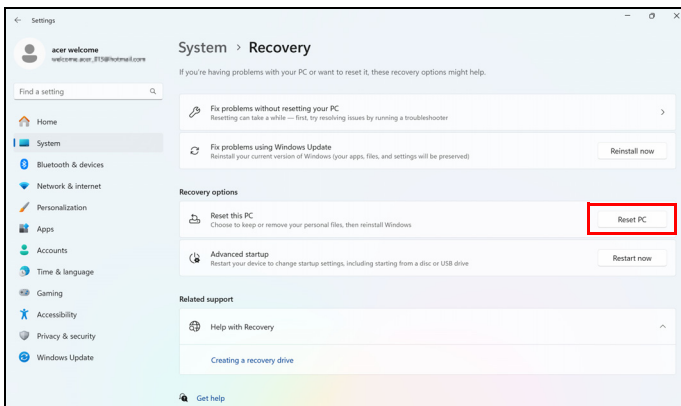 Settings
acer welcome
welcome.acer_815@hotmail.com
Find a setting
Home
System
Bluetooth & devices
Network & internet
Personalization
Apps
Accounts
Time & language
Gaming
Accessibility
Privacy & security
Windows Update
System > Recovery
If you're having problems with your PC or want to reset it, these recovery options might help.
Fix problems without resetting your PC
Resetting can take a while — first, try resolving issues by running a troubleshooter
Fix problems using Windows Update
Reinstall your current version of Windows (your apps, files, and settings will be preserved)
Reinstall now
Recovery options
Reset this PC
Choose to keep or remove your personal files, then reinstall Windows
Reset PC
Advanced startup
Restart your device to change startup settings, including starting from a disc or USB drive
Restart now
Related support
Help with Recovery
Creating a recovery drive
Get help